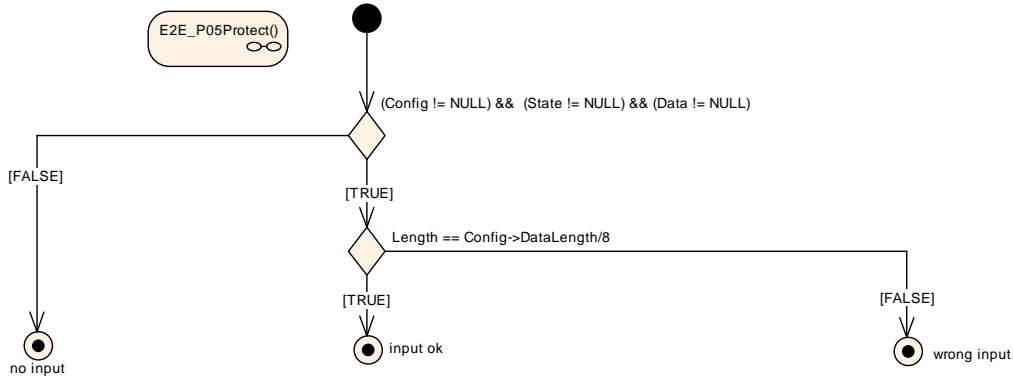 E2E_P05Protect()
(Config != NULL) &&  (State != NULL) && (Data != NULL)
[FALSE]
[TRUE]
Length == Config->DataLength/8
[TRUE]
[FALSE]
input ok
wrong input
no input